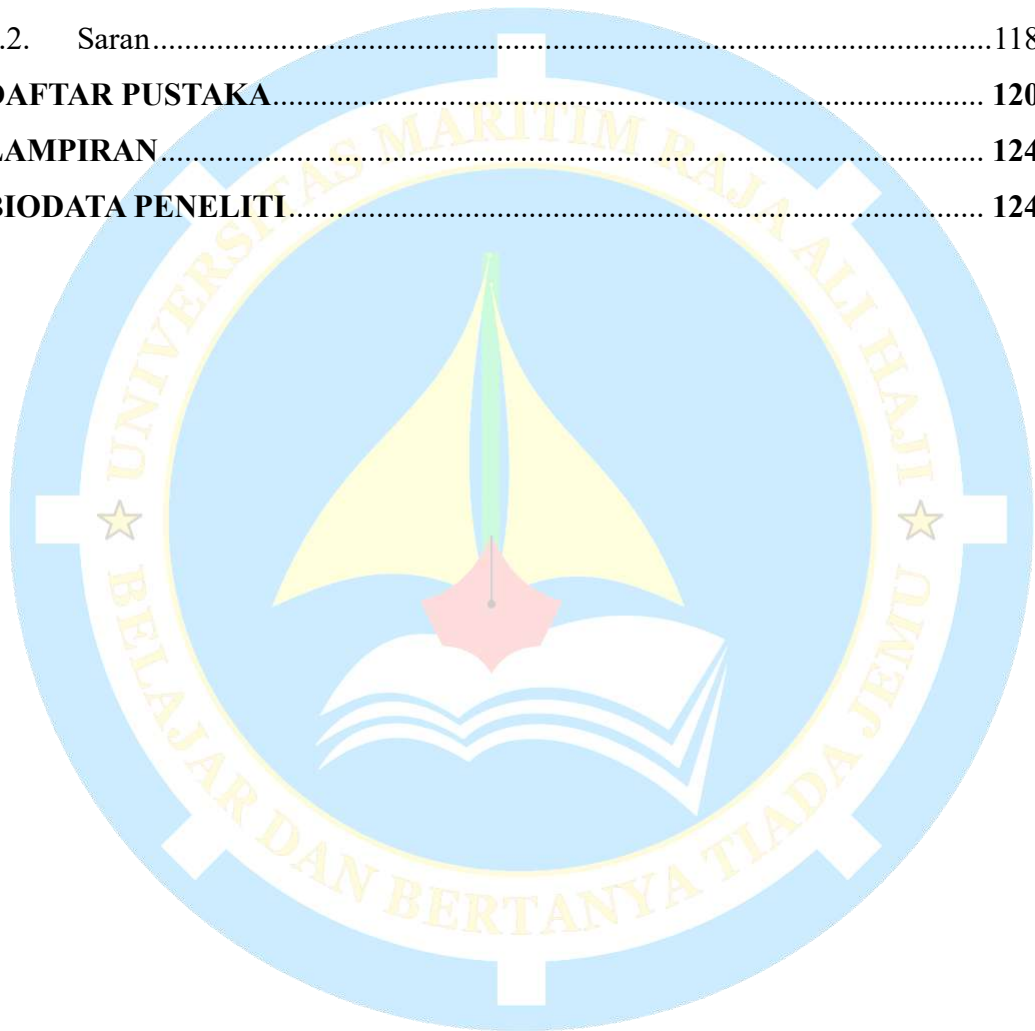 .2. Saran....................118
DAFTAR PUSTAKA.................... 120
LAMPIRAN.................... 124
BIODATA PENELITI.................... 124
UNIVERSITAS MARITIM RAJA ALI HAJI
BELAJAR DAN BERTANYA TIADA JEMU